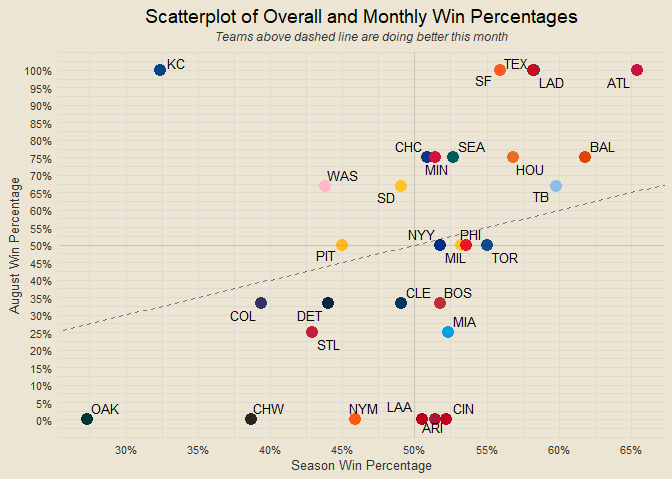 Scatterplot of Overall and Monthly Win Percentages
Teams above dashed line are doing better this month
August Win Percentage
100%
95%
90%
85%
80%
75%
70%
65%
60%
55%
50%
45%
40%
35%
30%
25%
20%
15%
10%
5%
0%
KC
TEX
SF
LAD
ATL
CHC
SEA
BAL
MIN
HOU
WAS
SD
TB
NYY
PHI
PIT
MIL
TOR
CLE
BOS
COL
DET
MIA
STL
OAK
CHW
NYM
LAA
CIN
ARI
30%
35%
40%
45%
50%
55%
60%
65%
Season Win Percentage